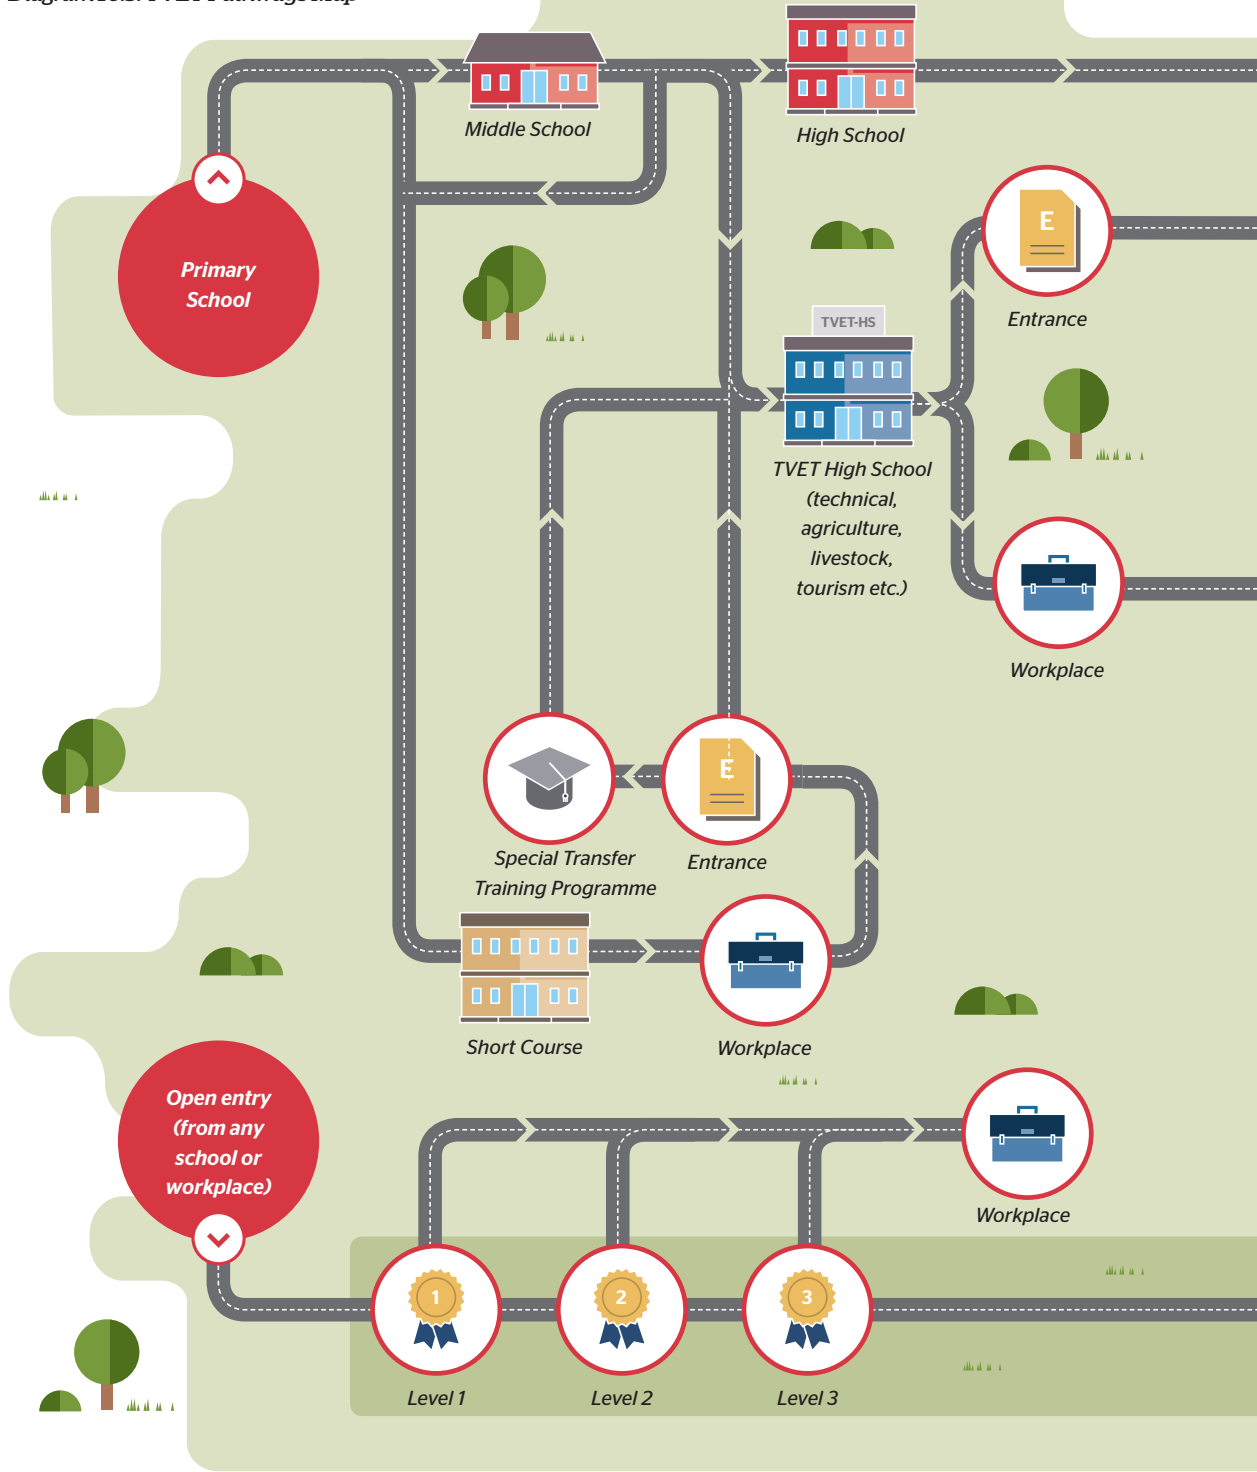 Middle School
High School
Primary
School
E
Entrance
TVET-HS
TVET High School
(technical,
agriculture,
livestock,
tourism etc.)
Workplace
E
Special Transfer
Training Programme
Entrance
Short Course
Workplace
Open entry
(from any
school or
workplace)
Workplace
1
2
3
Level 1
Level 2
Level 3